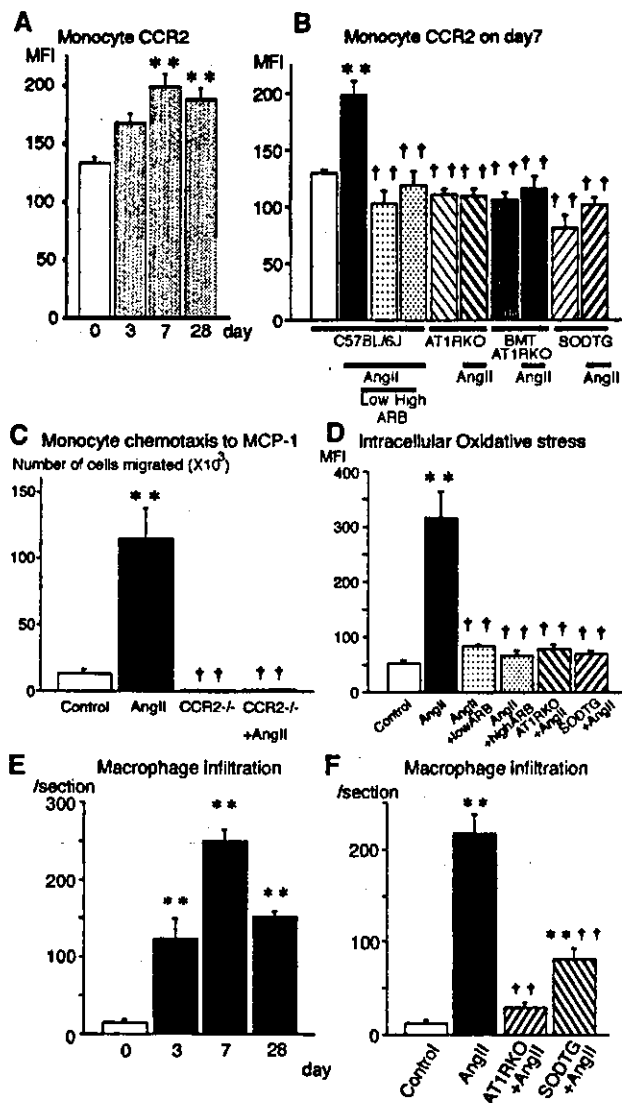 A
Monocyte CCR2
MFI
**
**
200
150
100
50
0
0 3 7 28 day
B
Monocyte CCR2 on day7
MFI
**
200
150
100
50
0
†† †† †† †† †† †† †† ††
C57BL/6J AT1RKO BMT AT1RKO SODTG
AngII AngII AngII AngII
Low High
ARB
C
Monocyte chemotaxis to MCP-1
Number of cells migrated (X10³)
150
100
50
0
**
†† ††
Control AngII CCR2-/- CCR2-/- +AngII
D
Intracellular Oxidative stress
MFI
400
300
200
100
50
0
**
†† †† †† ††
Control
AngII
AngII +lowARB
AngII +highARB
AT1RKO +AngII
SODTG +AngII
E
Macrophage infiltration
/section
300
200
100
0
** ** **
0 3 7 28 day
F
Macrophage infiltration
/section
300
200
100
0
**
††
**††
Control
AngII
AT1RKO +AngII
SODTG +AngII